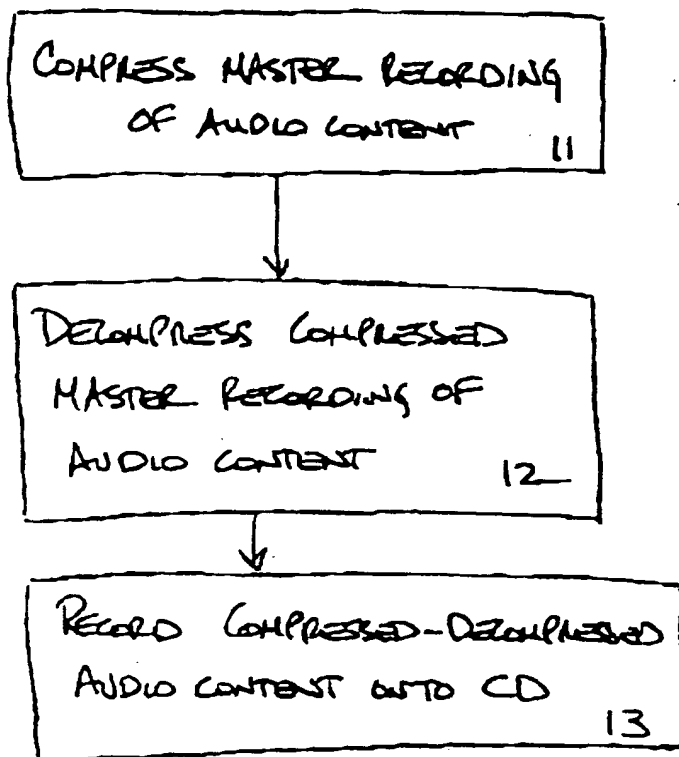 COMPRESS MASTER RECORDING
OF AUDIO CONTENT
11
DECOMPRESS COMPRESSED
MASTER RECORDING OF
AUDIO CONTENT
12
RECORD COMPRESSED-DECOMPRESSED
AUDIO CONTENT ONTO CD
13